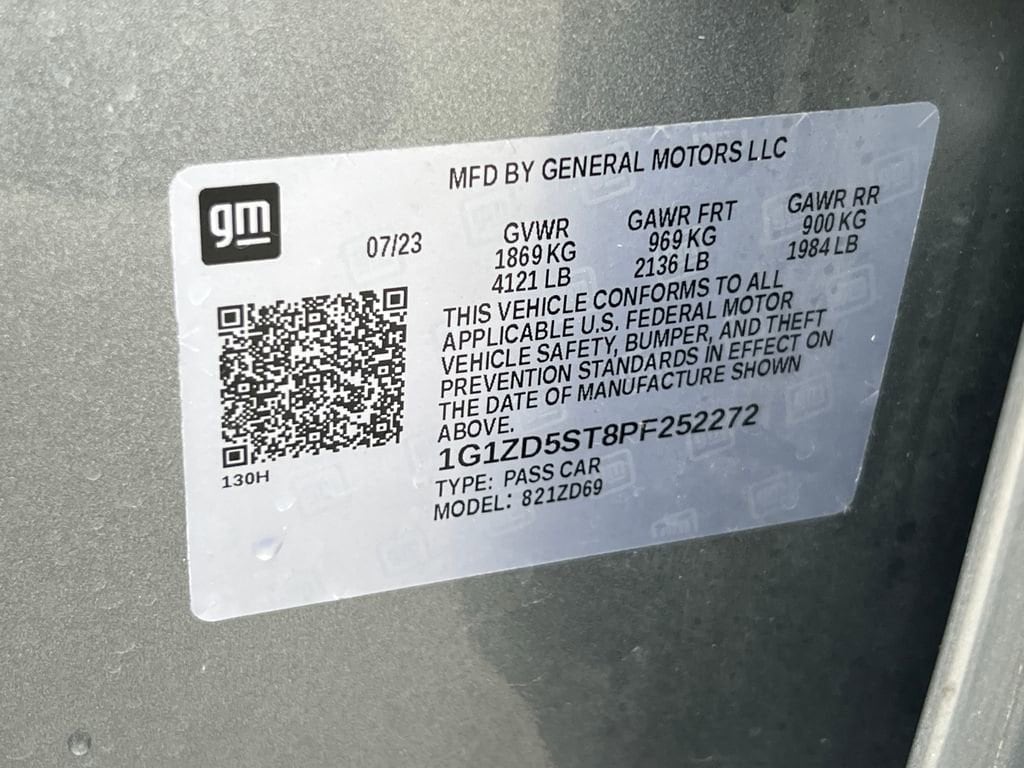 MFD BY GENERAL MOTORS LLC
gm
07/23
GVWR
1869 KG
4121 LB
GAWR FRT
969 KG
2136 LB
GAWR RR
900 KG
1984 LB
THIS VEHICLE CONFORMS TO ALL
APPLICABLE U.S. FEDERAL MOTOR
VEHICLE SAFETY, BUMPER, AND THEFT
PREVENTION STANDARDS IN EFFECT ON
THE DATE OF MANUFACTURE SHOWN
ABOVE.
1G1ZD5ST8PF252272
TYPE: PASS CAR
MODEL: 821ZD69
130H